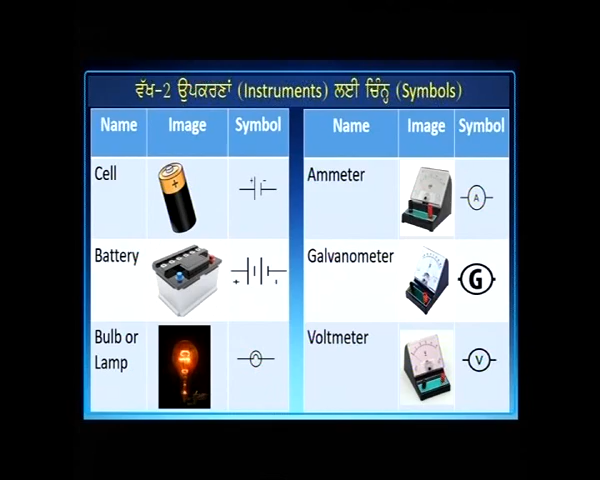 ਵੱਖ-2 ਉਪਕਰਣਾਂ (Instruments) ਲਈ ਚਿੰਨ੍ਹ (Symbols)
Name Image Symbol
Cell
Battery
Bulb or
Lamp
Name Image Symbol
Ammeter A
Galvanometer G
Voltmeter V